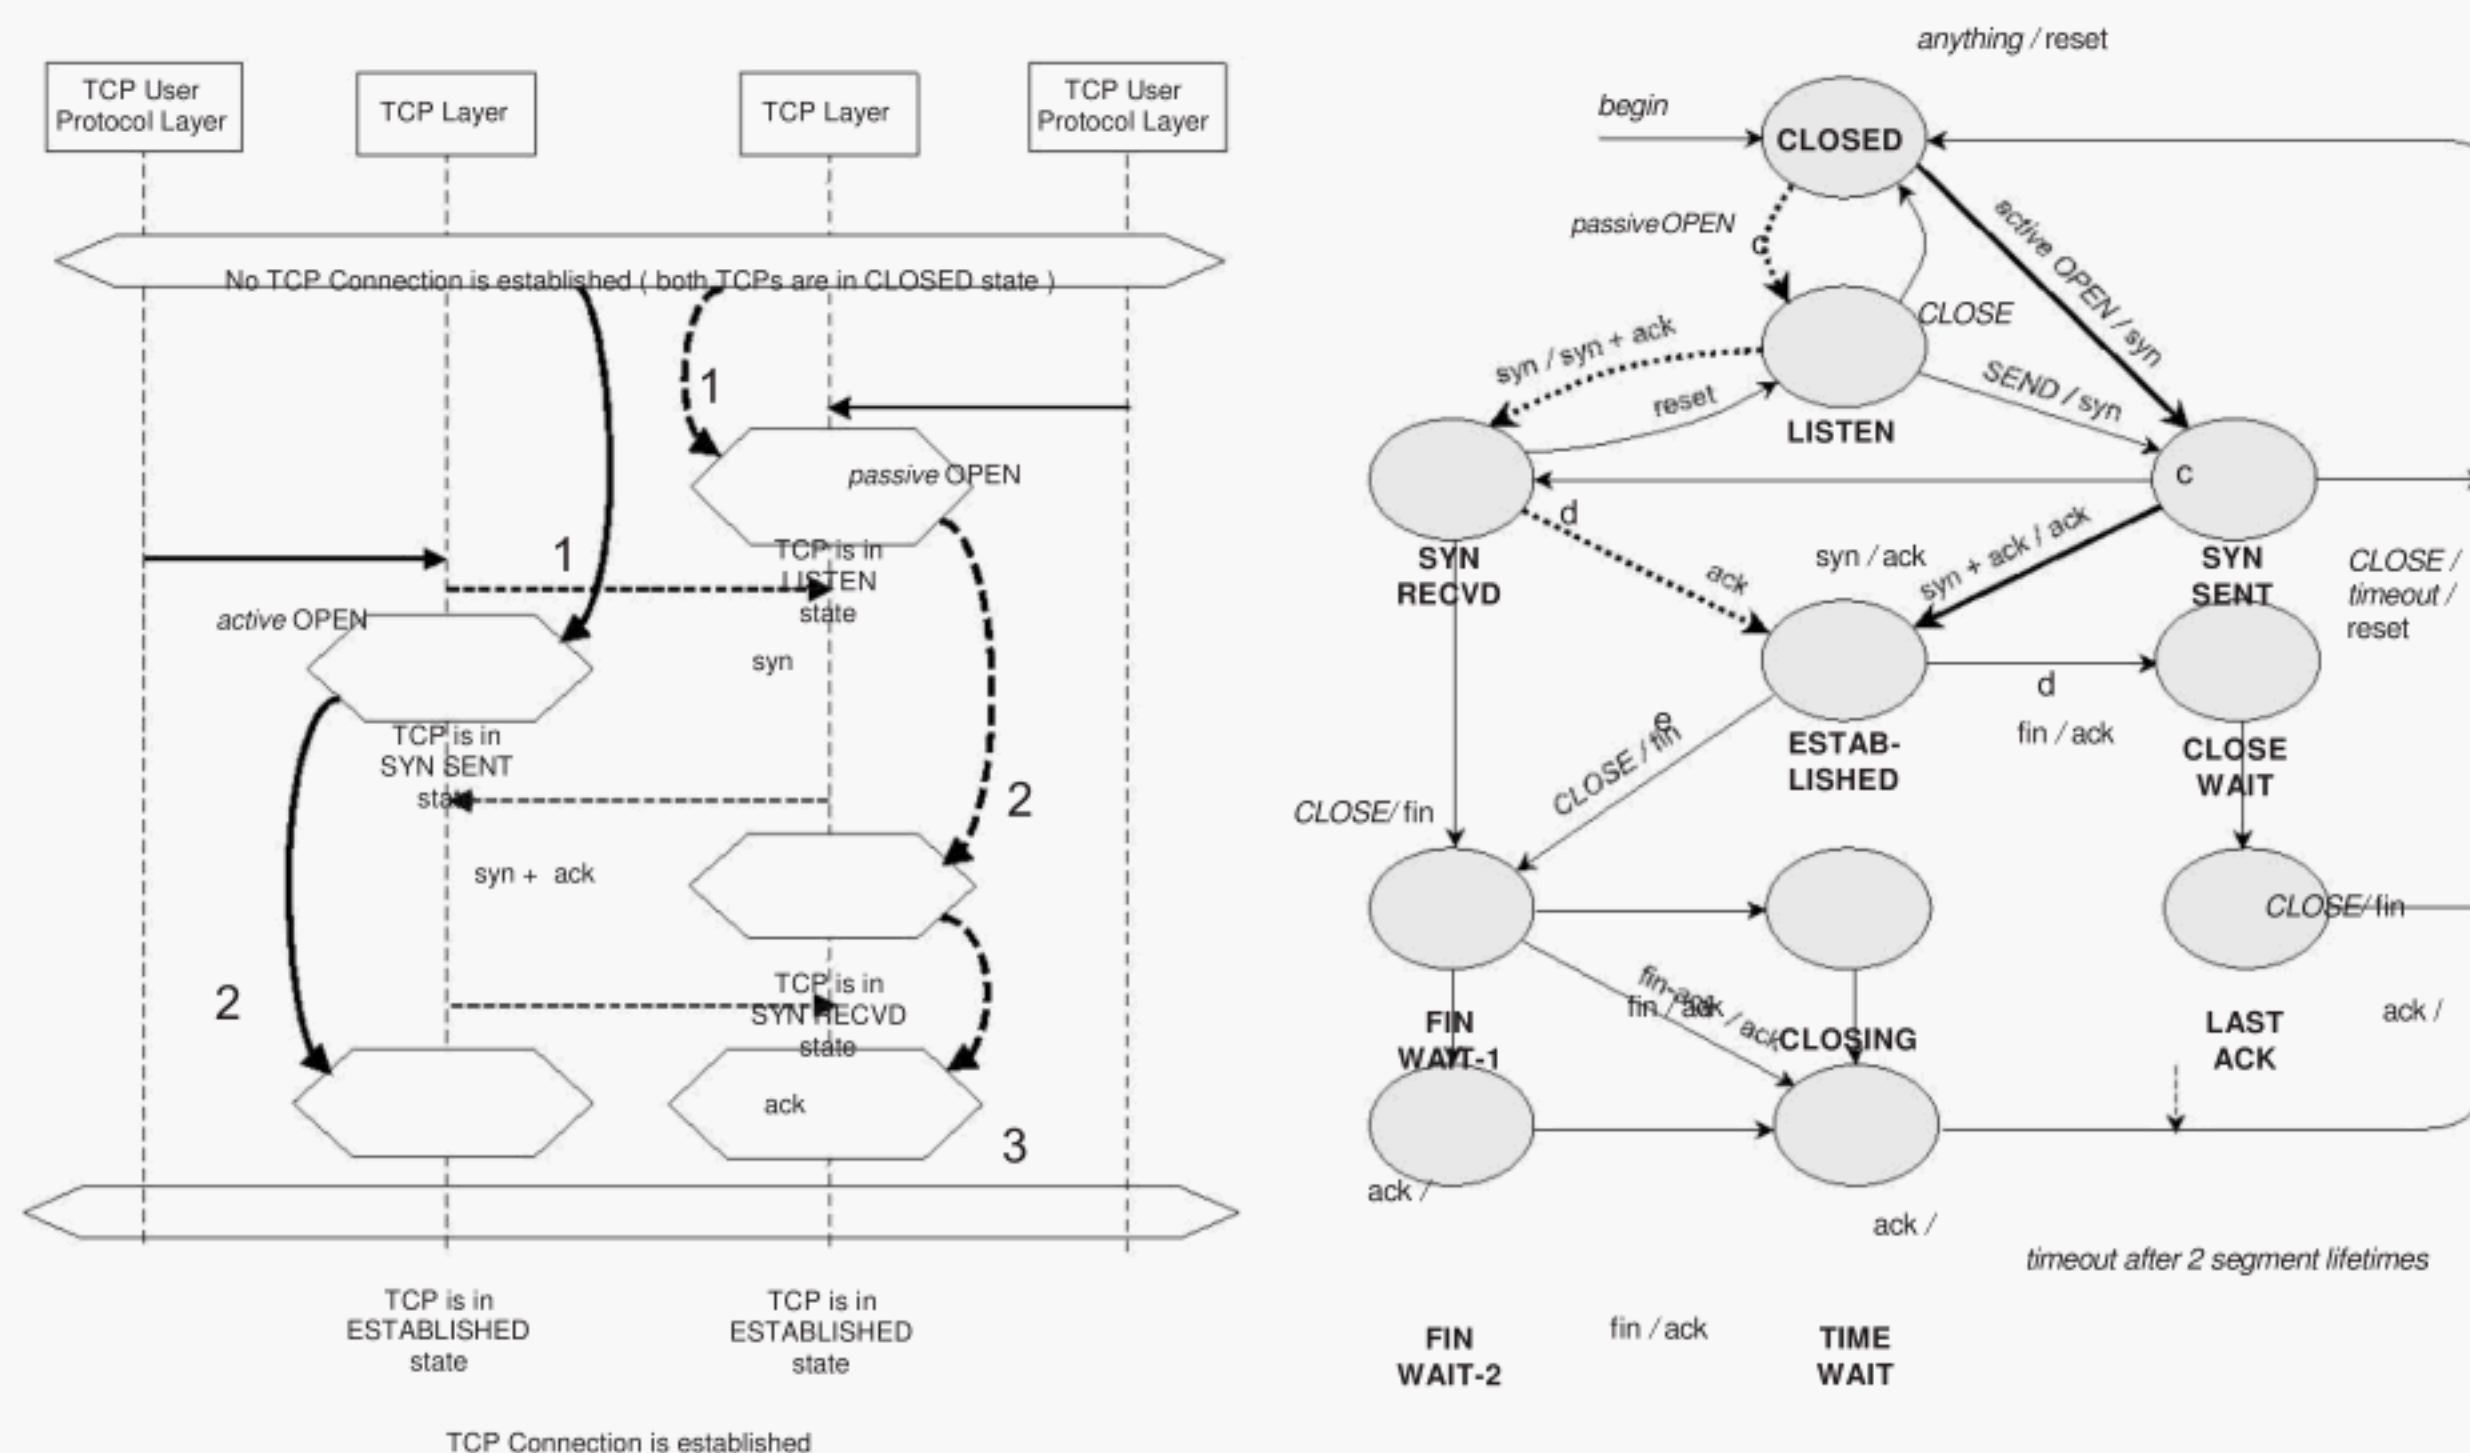 TCP User
Protocol Layer
TCP Layer
TCP Layer
TCP User
Protocol Layer
No TCP Connection is established ( both TCPs are in CLOSED state )
1
passive OPEN
1
TCP is in
LISTEN
state
active OPEN
syn
TCP is in
SYN SENT
state
2
syn + ack
2
TCP is in
SYN RECVD
state
ack
3
TCP is in
ESTABLISHED
state
TCP is in
ESTABLISHED
state
TCP Connection is established
anything / reset
begin
CLOSED
passive OPEN
c
active OPEN / syn
CLOSE
syn / syn + ack
reset
SEND / syn
LISTEN
c
d
SYN
RECVD
ack
syn / ack
syn + ack / ack
SYN
SENT
CLOSE /
timeout /
reset
d
fin / ack
e
CLOSE / fin
ESTAB-
LISHED
CLOSE
WAIT
CLOSE/ fin
CLOSE/ fin
fin-ack / ack
fin / ack
FIN
WAIT-1
CLOSING
LAST
ACK
ack /
ack /
ack /
timeout after 2 segment lifetimes
fin / ack
FIN
WAIT-2
TIME
WAIT